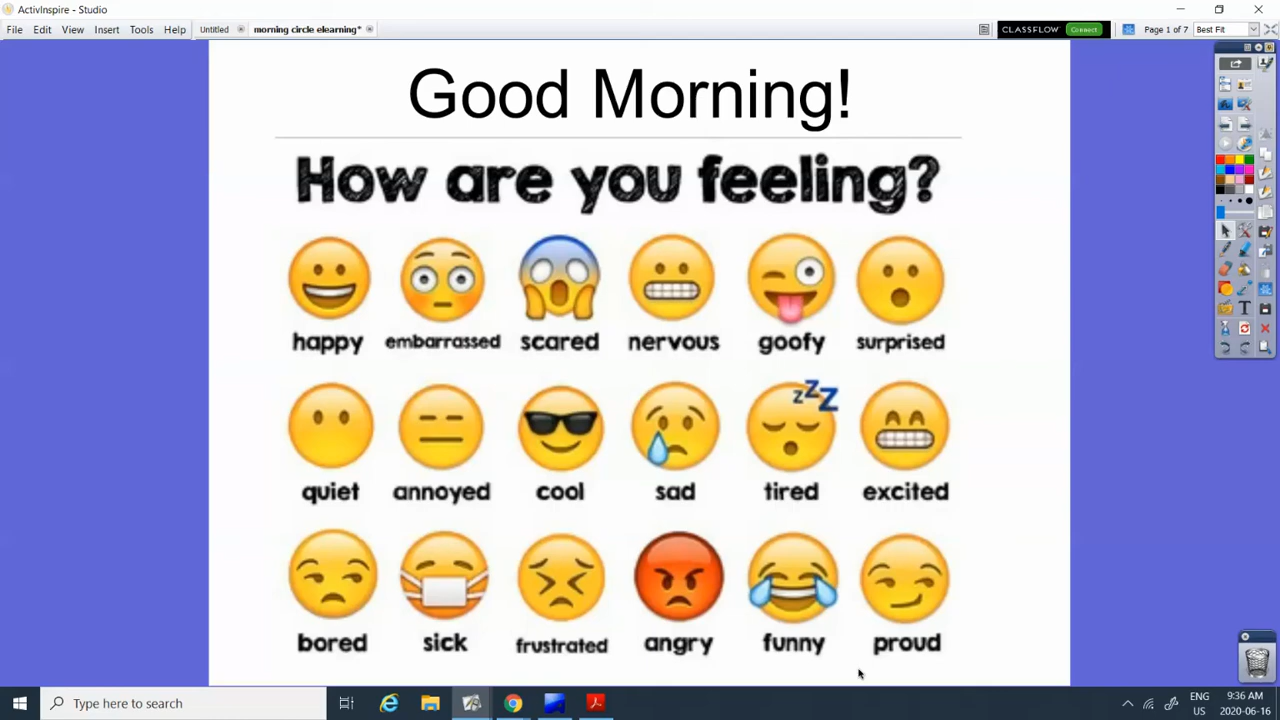 ActivInspire - Studio
File Edit View Insert Tools Help Untitled morning circle elearning* CLASSFLOW Connect Page 1 of 7 Best Fit
Good Morning!
How are you feeling?
happy embarrassed scared nervous goofy surprised
zzZ
quiet annoyed cool sad tired excited
bored sick frustrated angry funny proud
Type here to search
ENG 9:36 AM
US 2020-06-16